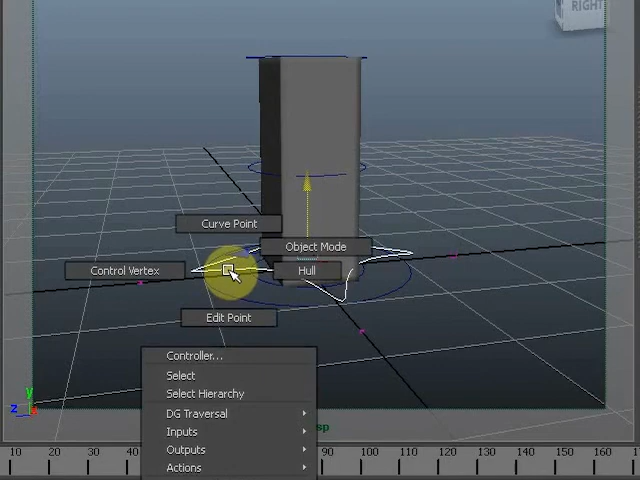 RIGHT
Curve Point
Object Mode
Control Vertex
Hull
Edit Point
Controller...
Select
Select Hierarchy
DG Traversal
Inputs
Outputs
Actions
y
z
sp
10 20 30 40 90 100 110 120 130 140 150 160